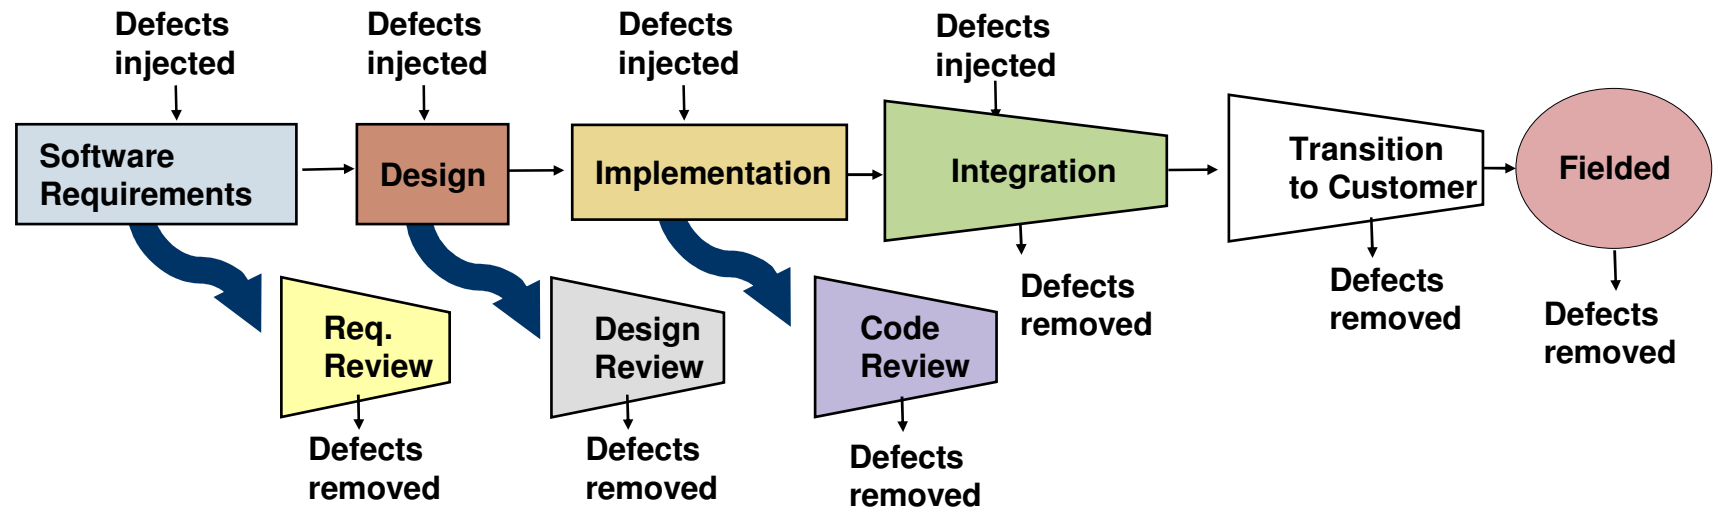 Defects
injected
Defects
injected
Defects
injected
Defects
injected
Software
Requirements
Design
Implementation
Integration
Transition
to Customer
Fielded
Req.
Review
Design
Review
Code
Review
Defects
removed
Defects
removed
Defects
removed
Defects
removed
Defects
removed
Defects
removed